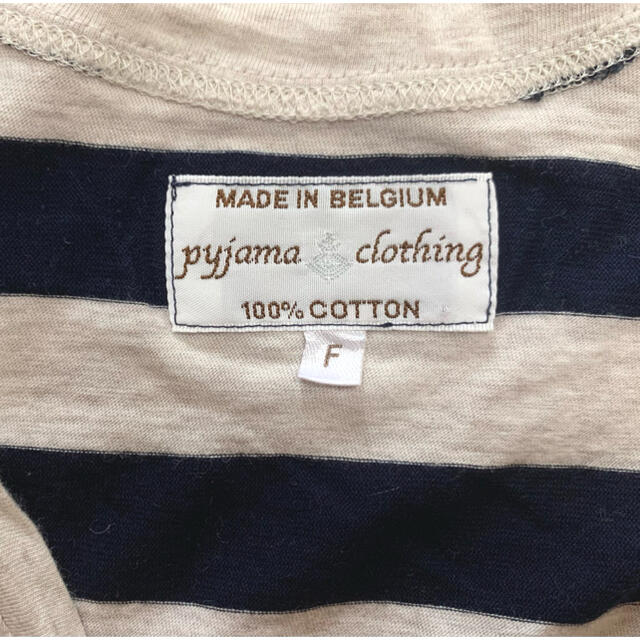 MADE IN BELGIUM
pyjama clothing
100% COTTON
F